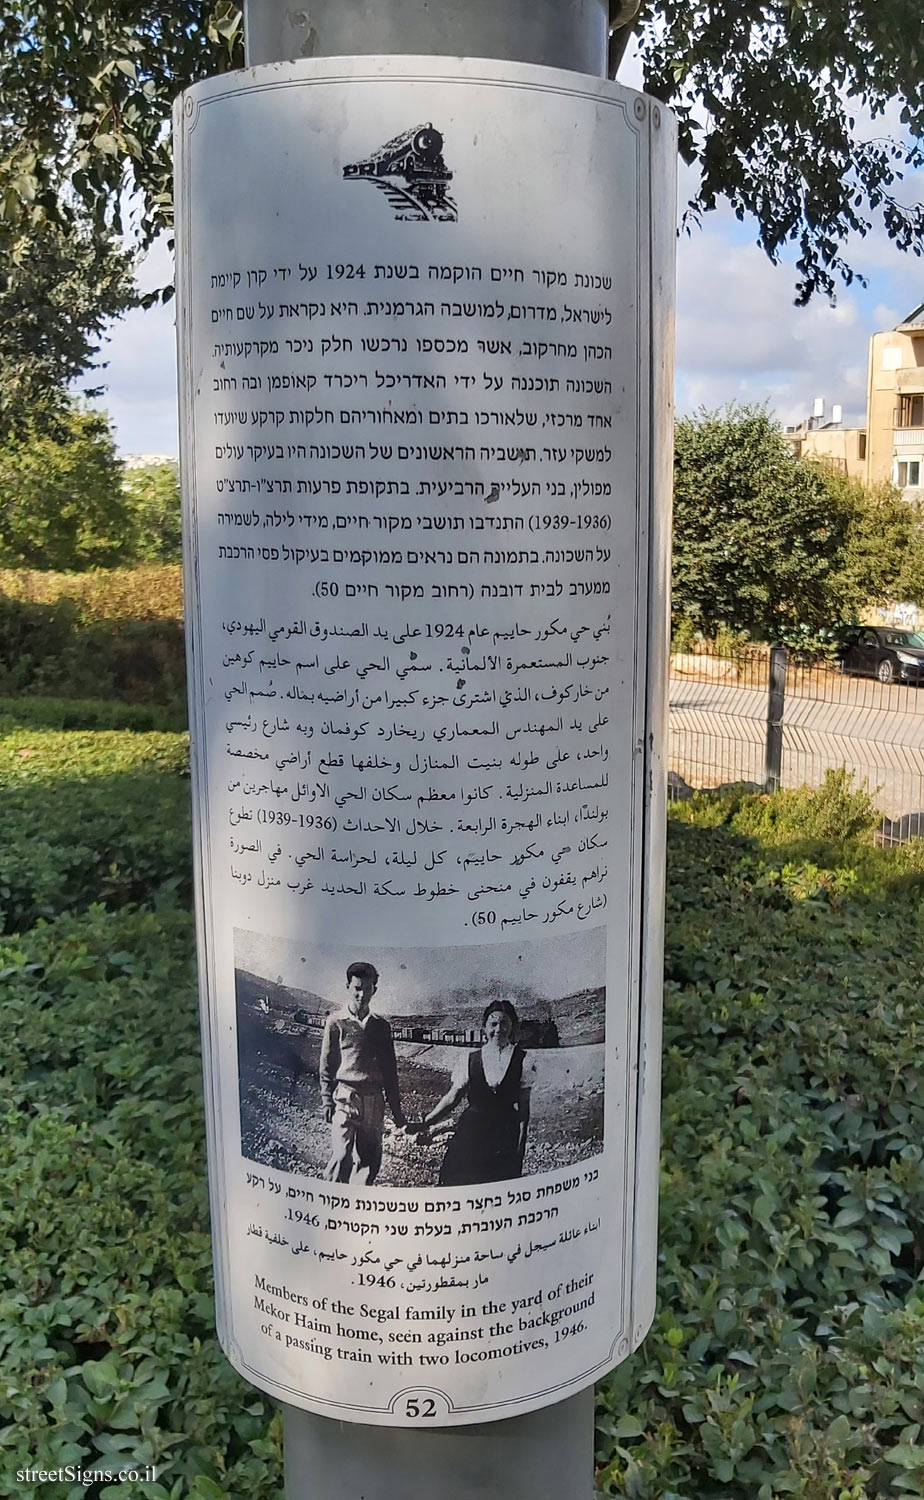 שכונת מקור חיים הוקמה בשנת 1924 על ידי קרן קיימת
לישראל, מדרום למושבה הגרמנית. היא נקראת על שם חיים
הכהן מחרקוב, אשר מכספו נרכשו חלק ניכר מקרקעותיה.
השכונה תוכננה על ידי האדריכל ריכרד קאופמן ובה רחוב
אחד מרכזי, שלאורכו בתים ומאחוריהם חלקות קרקע שיועדו
למשקי עזר. תושביה הראשונים של השכונה היו בעיקר עולים
מפולין, בני העלייה הרביעית. בתקופת פרעות תרצ"ו-תרצ"ט
(1939-1936) התנדבו תושבי מקור חיים, מידי לילה, לשמירה
על השכונה. בתמונה הם נראים ממוקמים בעיקול פסי הרכבת
ממערב לבית דובנה (רחוב מקור חיים 50).
بُني حي مكور حاييم عام 1924 على يد الصندوق القومي اليهودي،
جنوب المستعمرة الألمانية. سمّي الحي على اسم حاييم كوهين
من خاركوف، الذي اشترى جزء كبيرا من أراضيه بماله. صُمم الحي
على يد المهندس المعماري ريخارد كوفمان وبه شارع رئيسي
واحد، على طوله بنيت المنازل وخلفها قطع أراضي مخصصة
للمساعدة المنزلية. كانوا معظم سكان الحي الاوائل مهاجرين من
بولندّا، ابناء الهجرة الرابعة. خلال الاحداث (1936-1939) تطوع
سكان حي مكور حاييم، كل ليلة، لحراسة الحي. في الصورة
نراهم يقفون في منحنى خطوط سكة الحديد غرب منزل دوبنا
(شارع مكور حاييم 50).
בני משפחת סגל בחצר ביתם שבשכונת מקור חיים, על רקע
הרכבת העוברת, בעלת שני הקטרים, 1946.
ابناء عائلة سيجل في ساحة منزلهما في حي مكور حاييم، على خلفية قطار
مار بمقطورتين، 1946.
Members of the Segal family in the yard of their
Mekor Haim home, seen against the background
of a passing train with two locomotives, 1946.
52
streetSigns.co.il